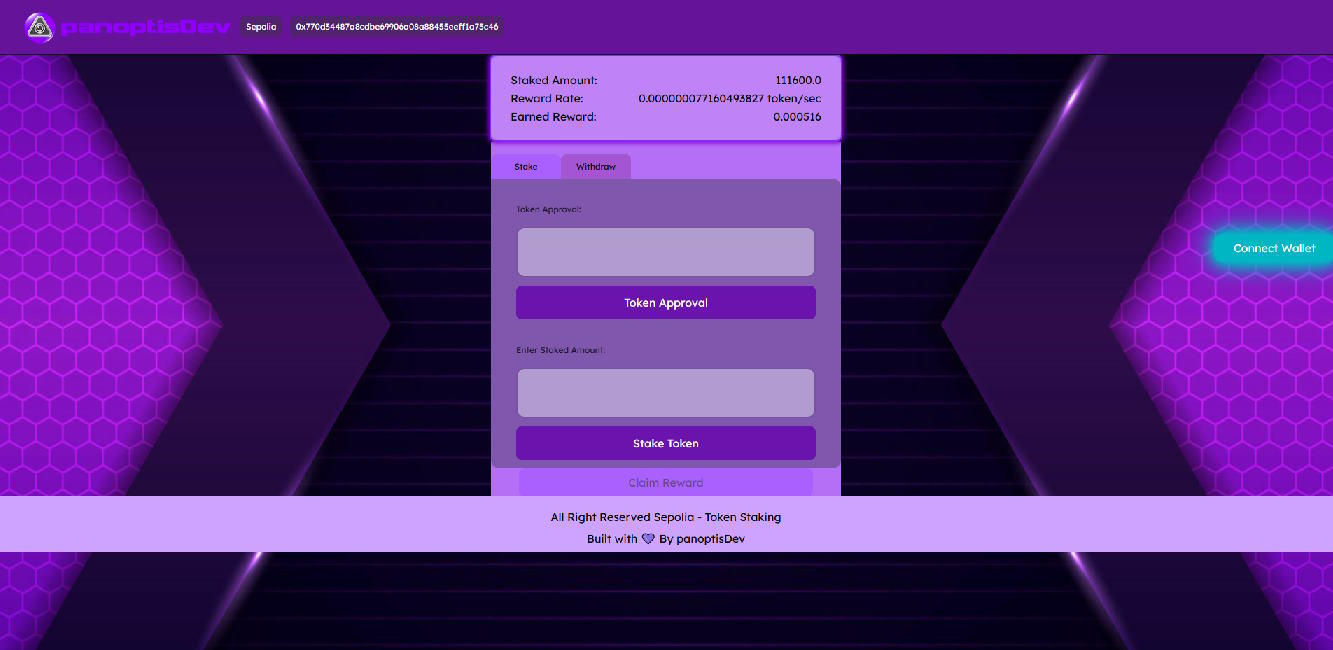 panoptisDev Sepolia 0x770d34487a8cdbe69906a08a88455eeff1a75c46
Staked Amount: 111600.0
Reward Rate: 0.000000077160493827 token/sec
Earned Reward: 0.000516
Stake Withdraw
Token Approval:
Connect Wallet
Token Approval
Enter Staked Amount:
Stake Token
Claim Reward
All Right Reserved Sepolia - Token Staking
Built with 💜 By panoptisDev